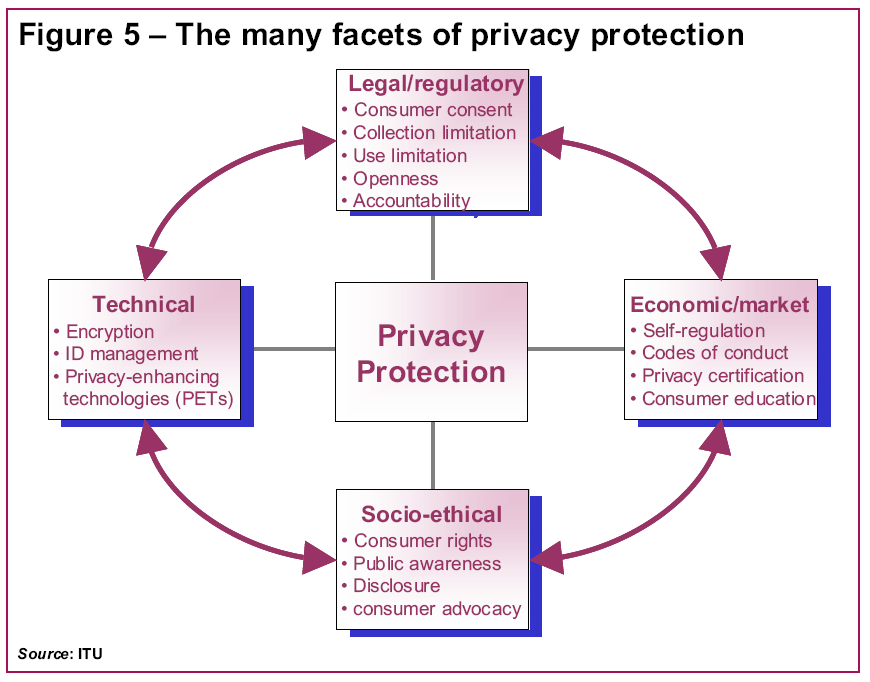 Figure 5 – The many facets of privacy protection
Legal/regulatory
• Consumer consent
• Collection limitation
• Use limitation
• Openness
• Accountability
Technical
• Encryption
• ID management
• Privacy-enhancing
technologies (PETs)
Privacy
Protection
Economic/market
• Self-regulation
• Codes of conduct
• Privacy certification
• Consumer education
Socio-ethical
• Consumer rights
• Public awareness
• Disclosure
• consumer advocacy
Source: ITU